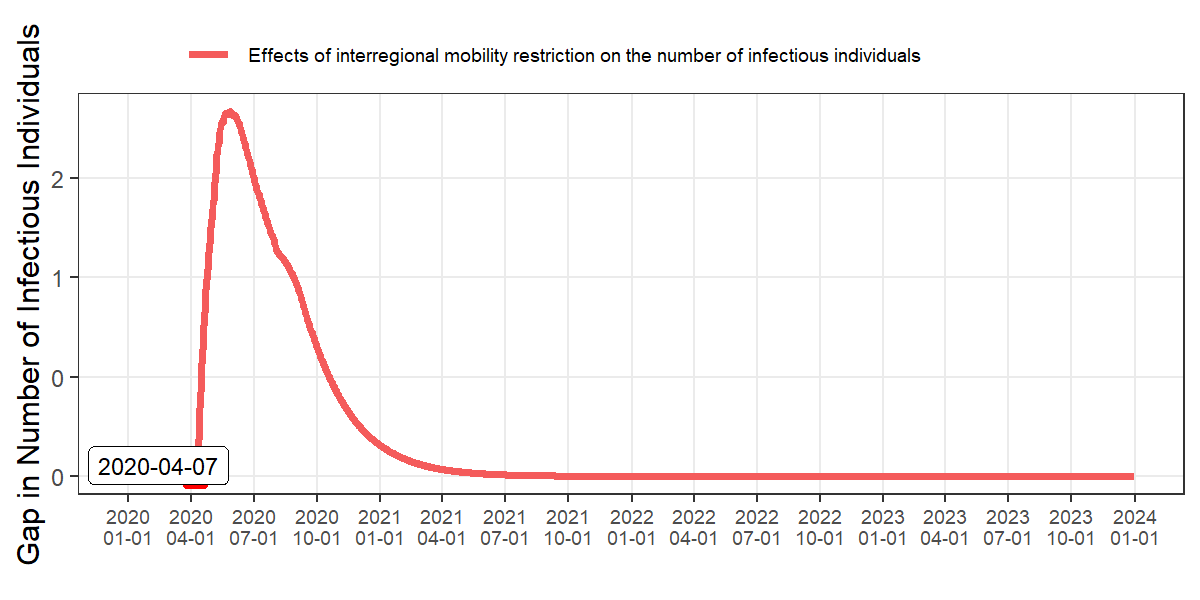 Effects of interregional mobility restriction on the number of infectious individuals
Gap in Number of Infectious Individuals
2
1
0
0
2020-04-07
2020 2020 2020 2020 2021 2021 2021 2021 2022 2022 2022 2022 2023 2023 2023 2023 2024
01-01 04-01 07-01 10-01 01-01 04-01 07-01 10-01 01-01 04-01 07-01 10-01 01-01 04-01 07-01 10-01 01-01